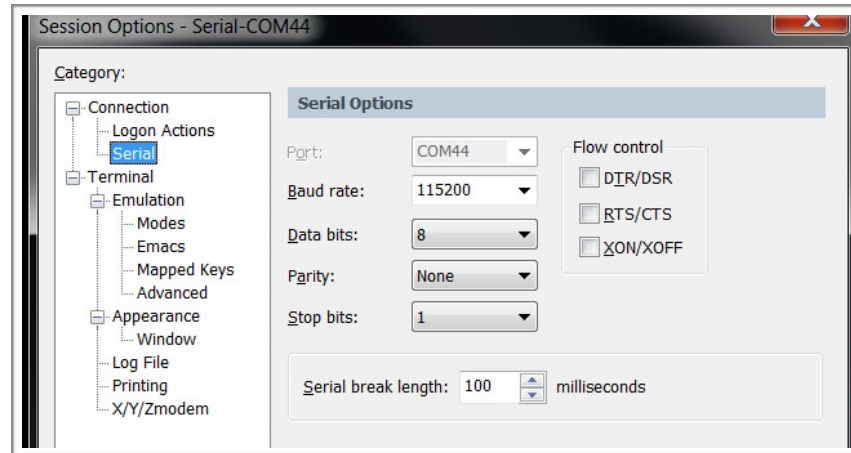 Session Options - Serial-COM44
X
Category:
Connection
Logon Actions
Serial
Terminal
Emulation
Modes
Emacs
Mapped Keys
Advanced
Appearance
Window
Log File
Printing
X/Y/Zmodem
Serial Options
Port: COM44
Baud rate: 115200
Data bits: 8
Parity: None
Stop bits: 1
Flow control
DTR/DSR
RTS/CTS
XON/XOFF
Serial break length: 100 milliseconds